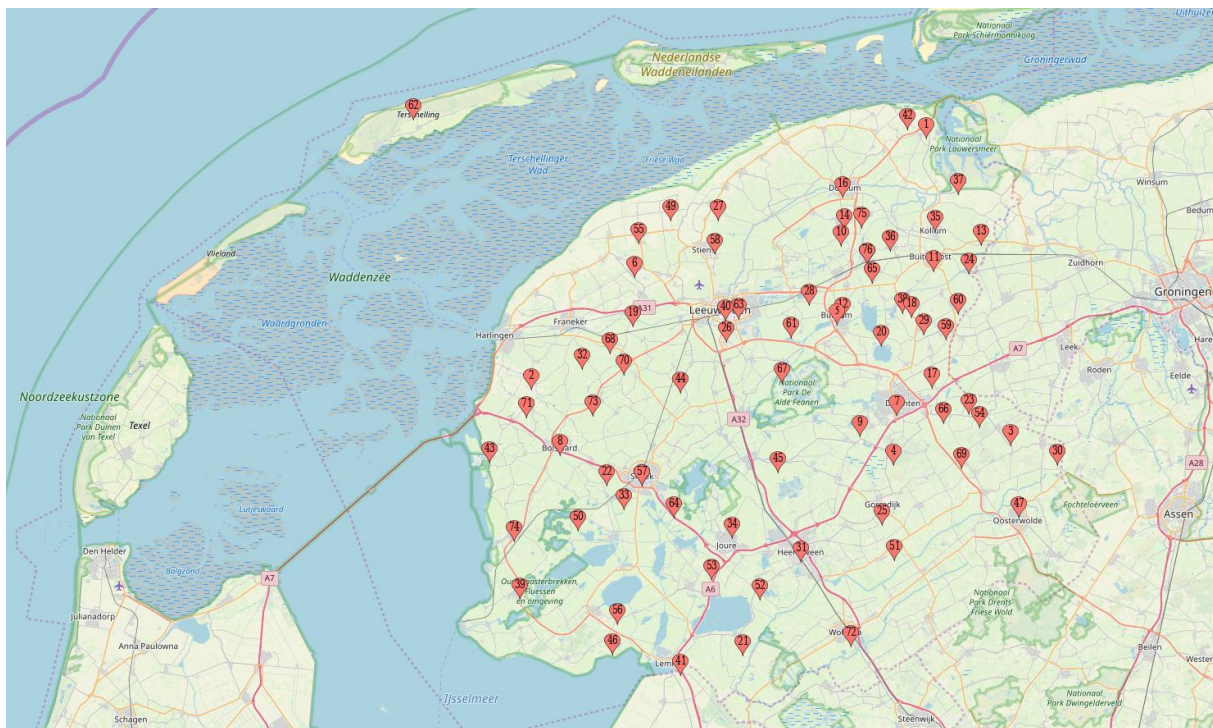 Uithuizen
Nationaal
Park Schiermonnikoog
Nederlandse
Waddeneilanden
Groningerwad
62
Terschelling
42
1
Nationaal
Park Lauwersmeer
Terschellinger
Wad
Friese Wad
16
Dokkum
37
Winsum
49
27
14
75
35
Kollum
Bedum
55
58
Stiens
10
36
13
Vlieland
76
11
24
Zuidhorn
6
65
Waddenzee
28
Groningen
A31
40
63
12
38
18
60
19
Leeuwarden
5
Burgum
Waardgronden
Franeker
26
61
29
59
Harlingen
68
20
Leek
A7
32
70
67
Roden
Eelde
2
44
Nationaal
Park De
Alde Feanen
17
Noordzeekustzone
Nationaal
Park Duinen
van Texel
Texel
71
73
7
Drachten
66
23
54
A32
9
3
8
Bolsward
43
45
4
69
30
A28
22
57
Sneek
33
64
47
Lutjeswaard
Gorredijk
25
Oosterwolde
Fochteloerveen
Assen
50
74
34
Joure
31
Heerenveen
51
Den Helder
Balgzand
A7
53
A6
52
39
Oudegaasterbrekken,
Fluessen
en omgeving
Julianadorp
Nationaal
Park Drents
Friese Wold
56
Anna Paulowna
46
21
72
Wolvega
Beilen
41
Lemmer
IJsselmeer
Nationaal
Park Dwingelderveld
Schagen
Steenwijk